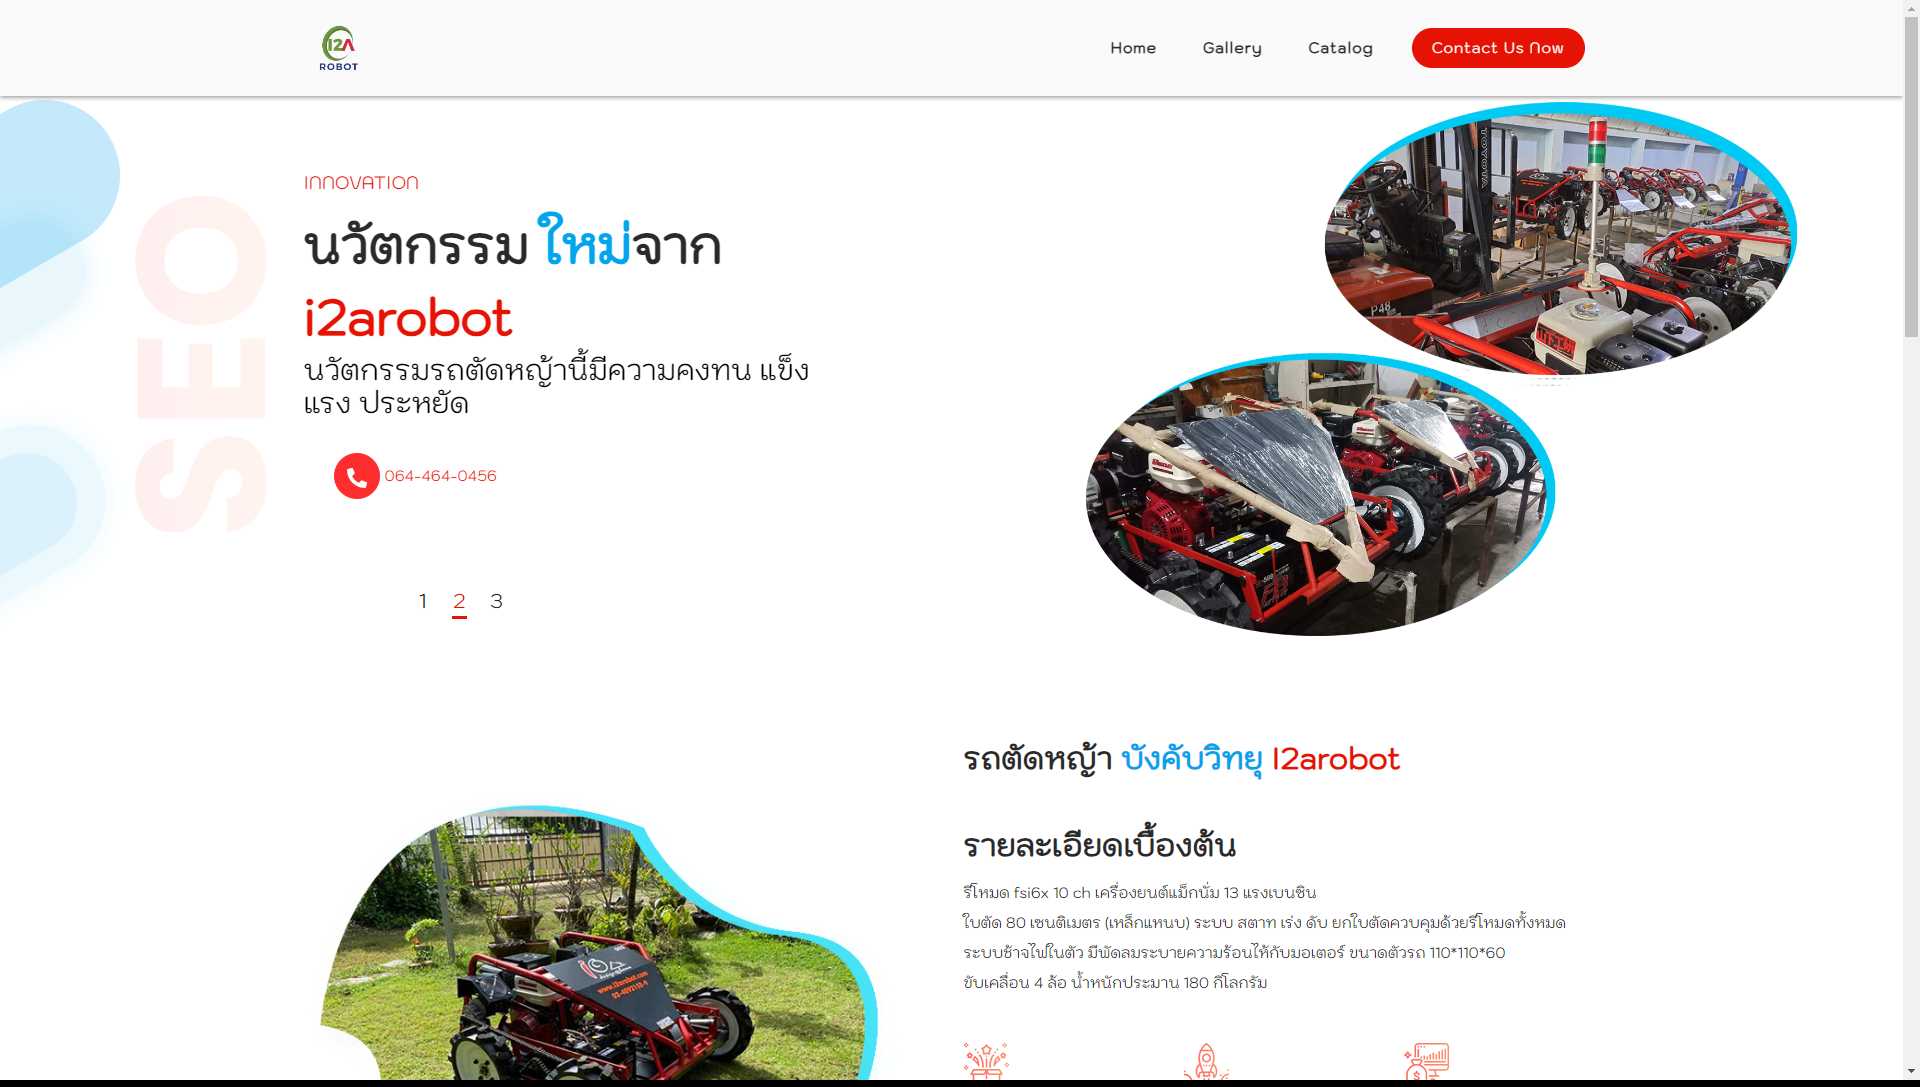 I2A
ROBOT
Home
Gallery
Catalog
Contact Us Now
SEO
INNOVATION
นวัตกรรม ใหม่จาก
i2arobot
นวัตกรรมรถตัดหญ้านี้มีความคงทน แข็ง
แรง ประหยัด
064-464-0456
1 2 3
TOYOTA
P48
รถตัดหญ้า บังคับวิทยุ I2arobot
รายละเอียดเบื้องต้น
รีโหมด fsi6x 10 ch เครื่องยนต์แม็กนั่ม 13 แรงเบนซิน
ใบตัด 80 เซนติเมตร (เหล็กแหนบ) ระบบ สตาท เร่ง ดับ ยกใบตัดควบคุมด้วยรีโหมดทั้งหมด
ระบบช้าจไฟในตัว มีพัดลมระบายความร้อนไห้กับมอเตอร์ ขนาดตัวรถ 110*110*60
ขับเคลื่อน 4 ล้อ น้ำหนักประมาน 180 กิโลกรัม
www.i2arobot.com